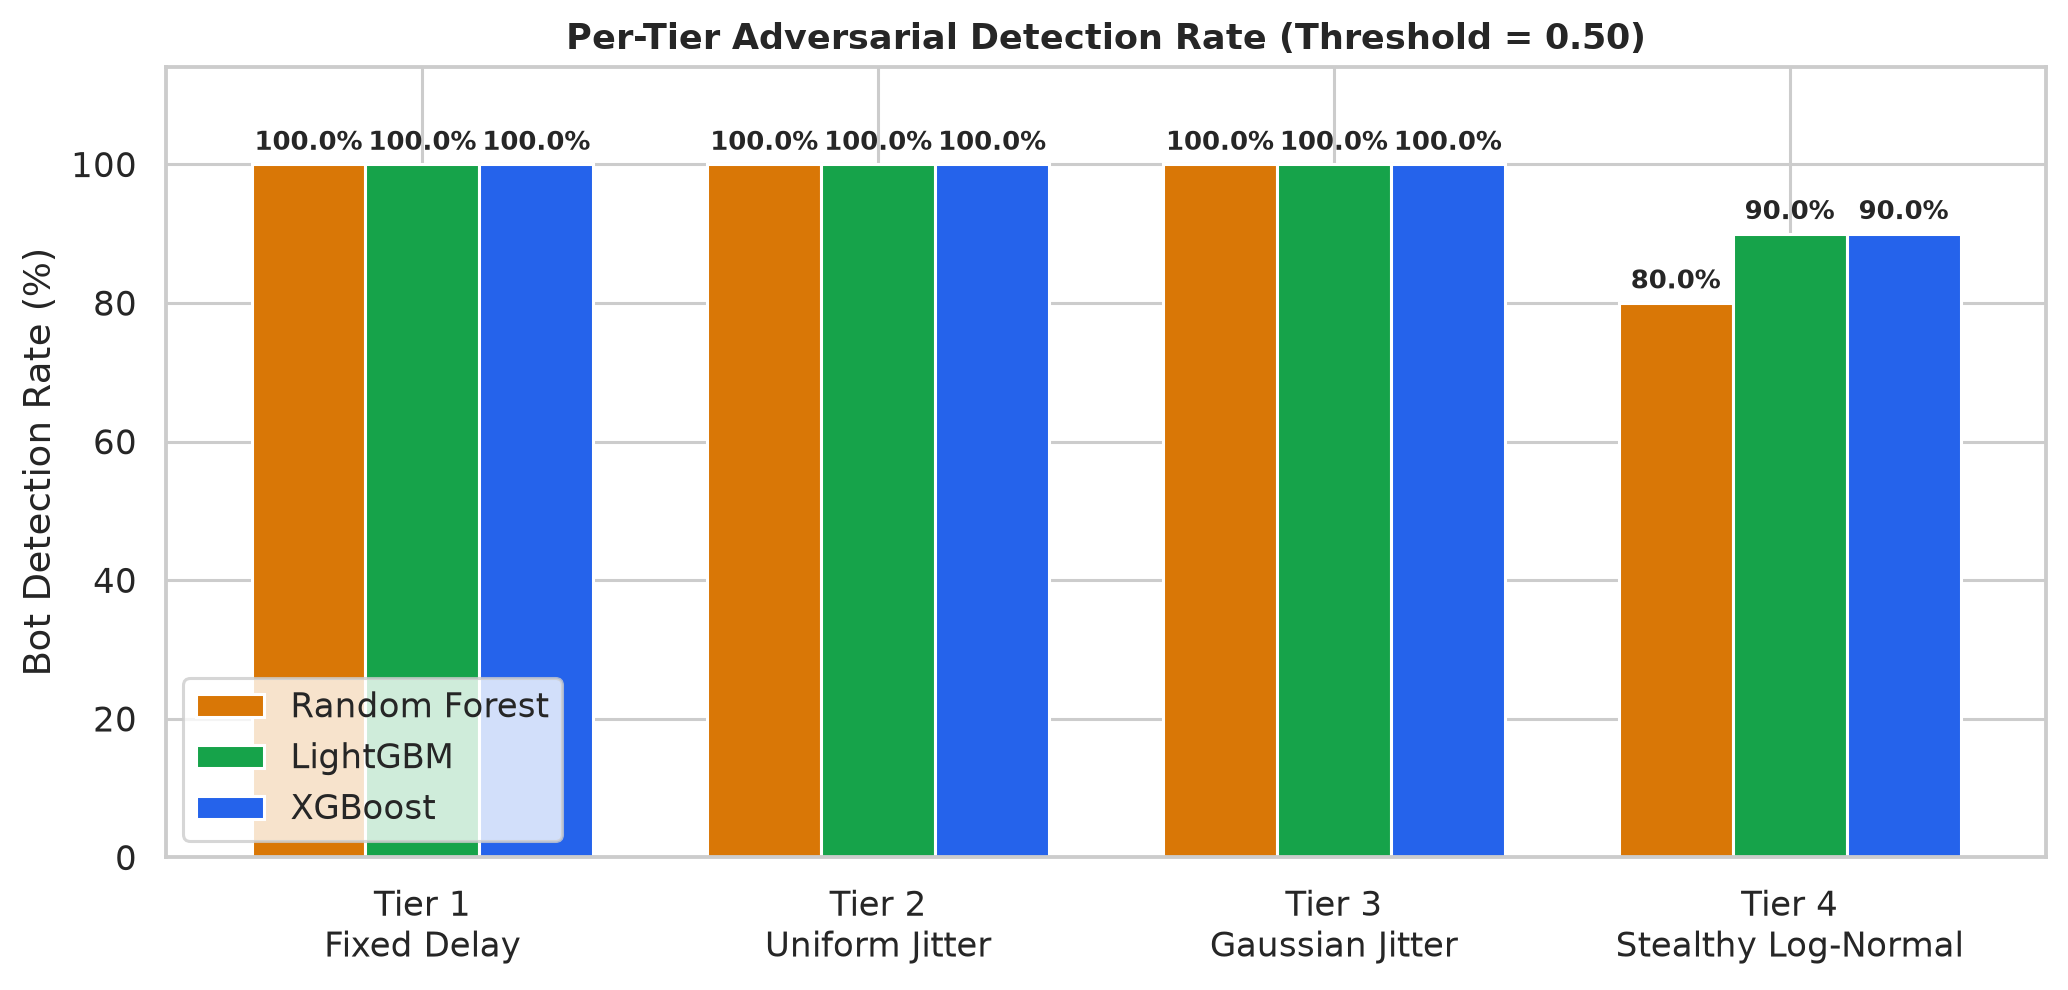 Per-Tier Adversarial Detection Rate (Threshold = 0.50)
Bot Detection Rate (%)
100
80
60
40
20
0
100.0% 100.0% 100.0%
100.0% 100.0% 100.0%
100.0% 100.0% 100.0%
80.0% 90.0% 90.0%
Random Forest
LightGBM
XGBoost
Tier 1
Fixed Delay
Tier 2
Uniform Jitter
Tier 3
Gaussian Jitter
Tier 4
Stealthy Log-Normal